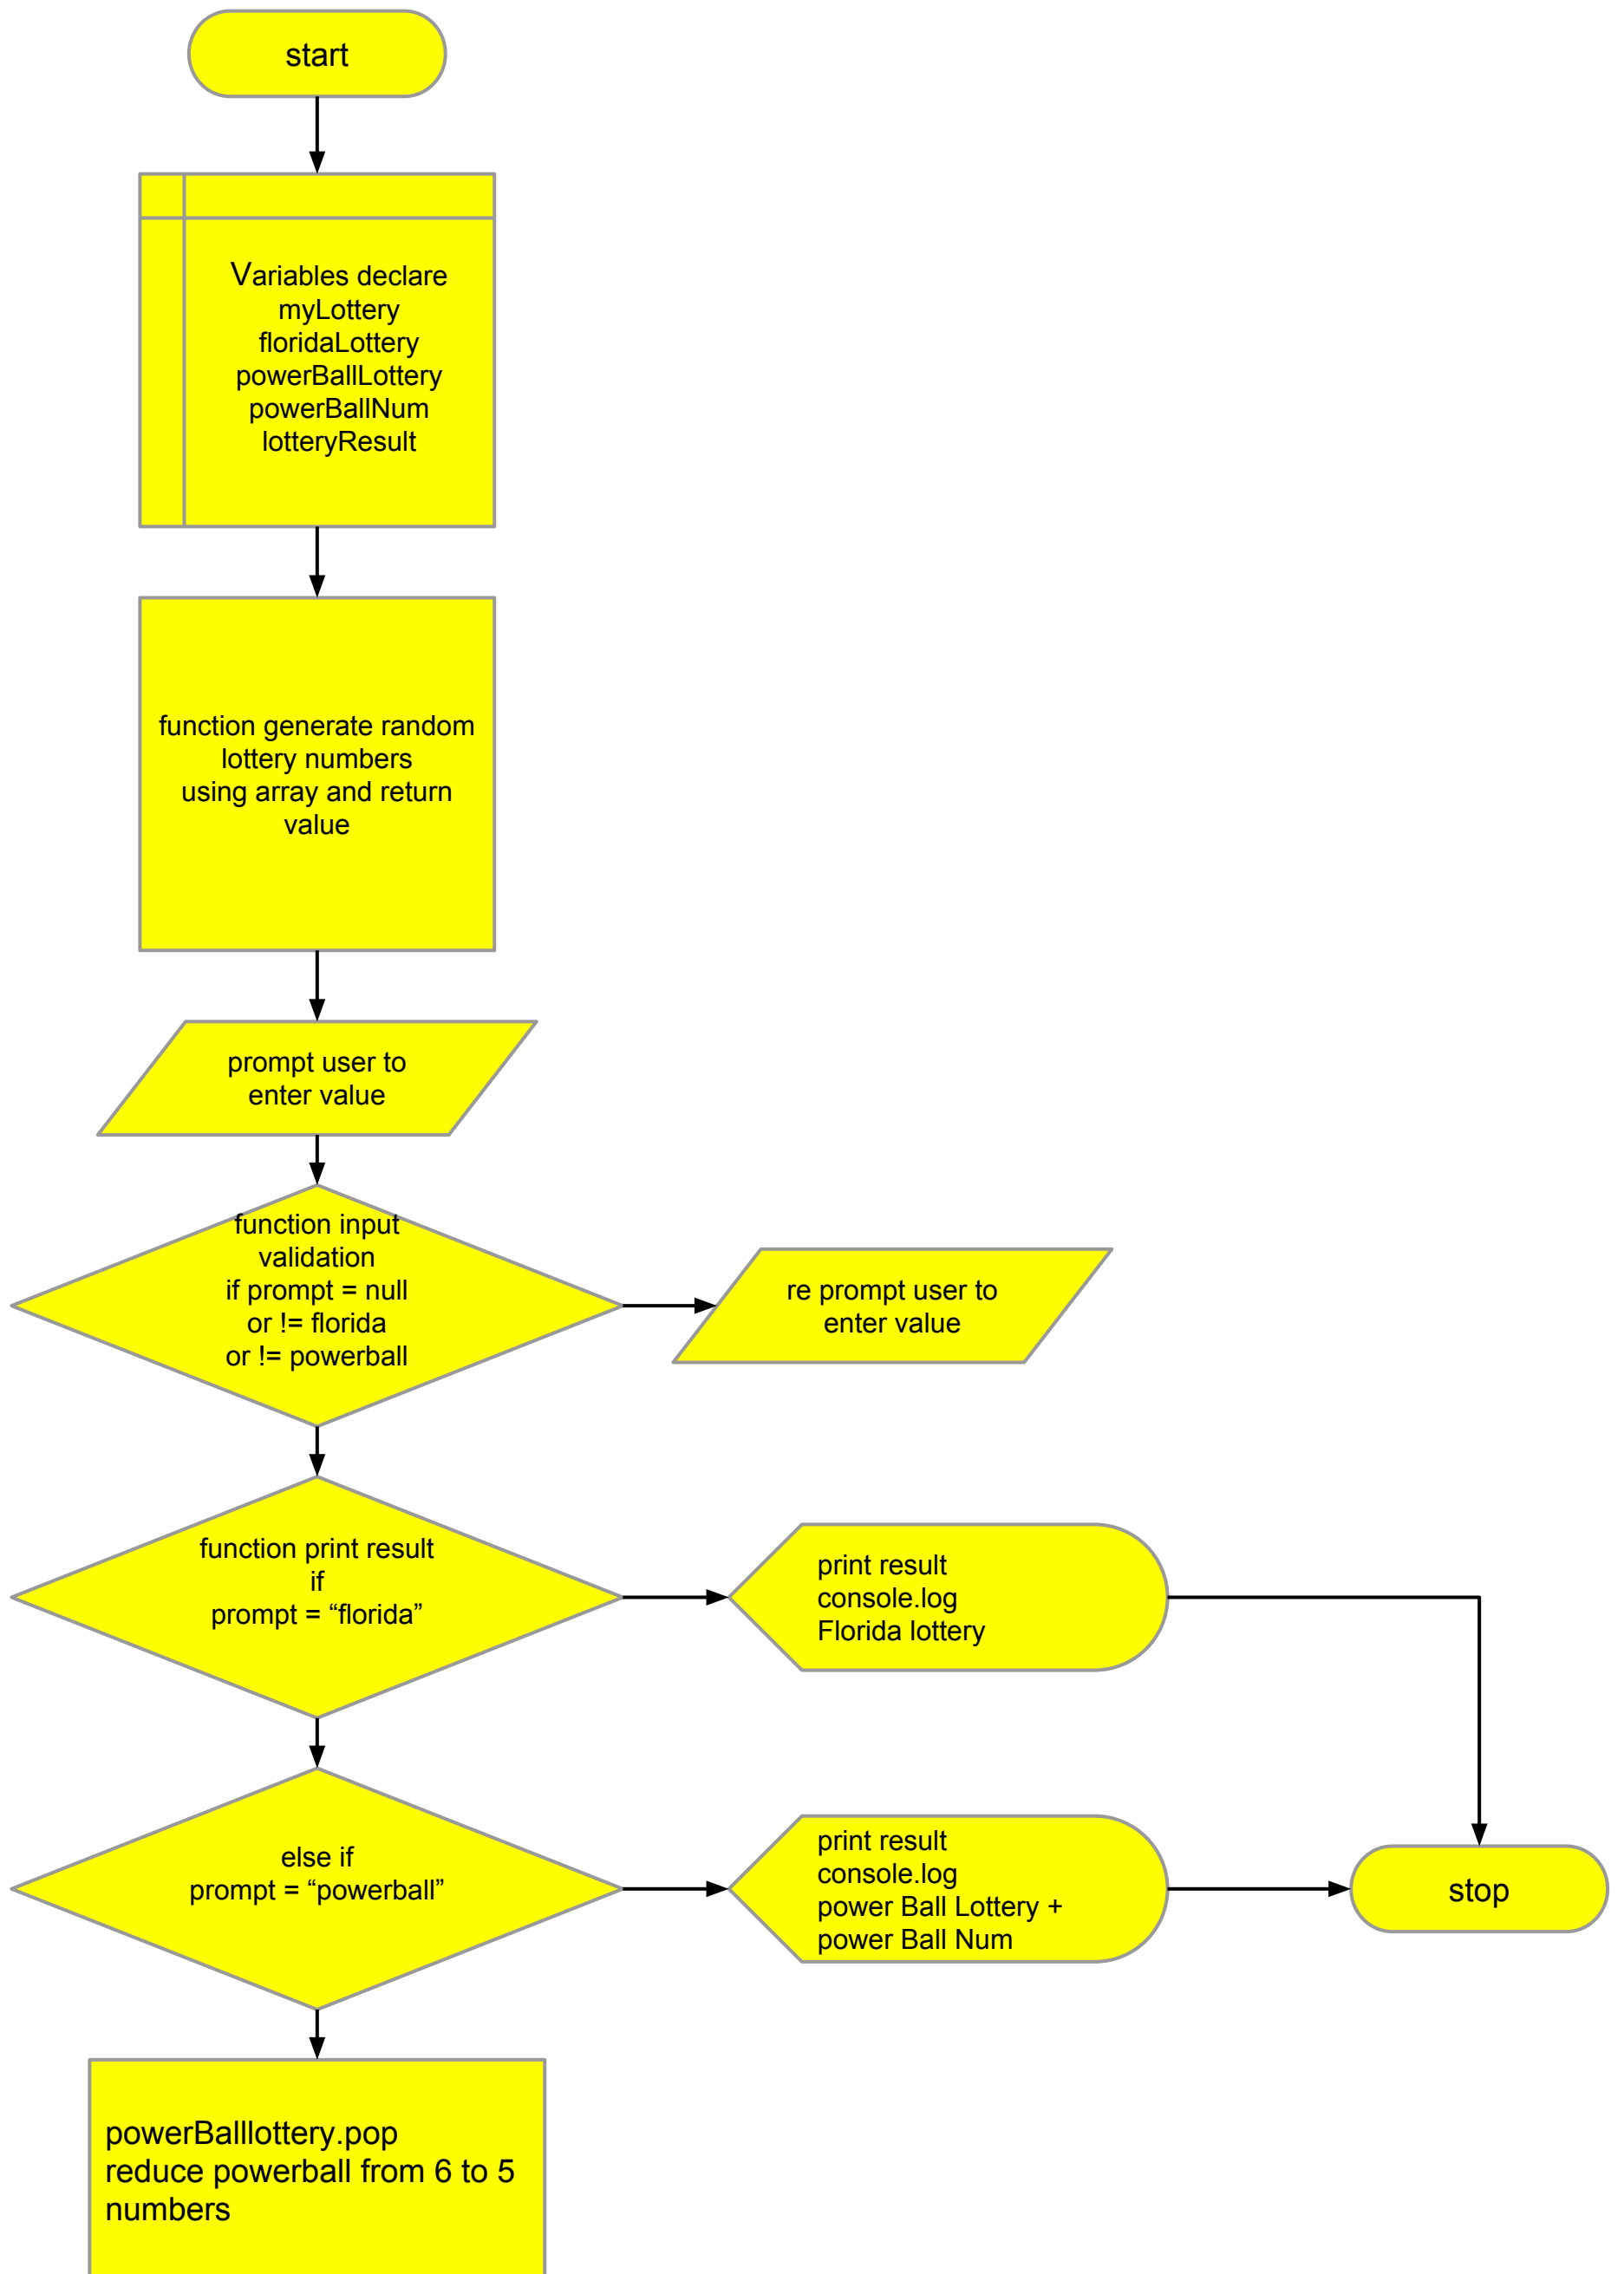 start
Variables declare
myLottery
floridaLottery
powerBallLottery
powerBallNum
lotteryResult
function generate random
lottery numbers
using array and return
value
prompt user to
enter value
function input
validation
if prompt = null
or != florida
or != powerball
re prompt user to
enter value
function print result
if
prompt = “florida”
print result
console.log
Florida lottery
else if
prompt = “powerball”
print result
console.log
power Ball Lottery +
power Ball Num
stop
powerBalllottery.pop
reduce powerball from 6 to 5
numbers